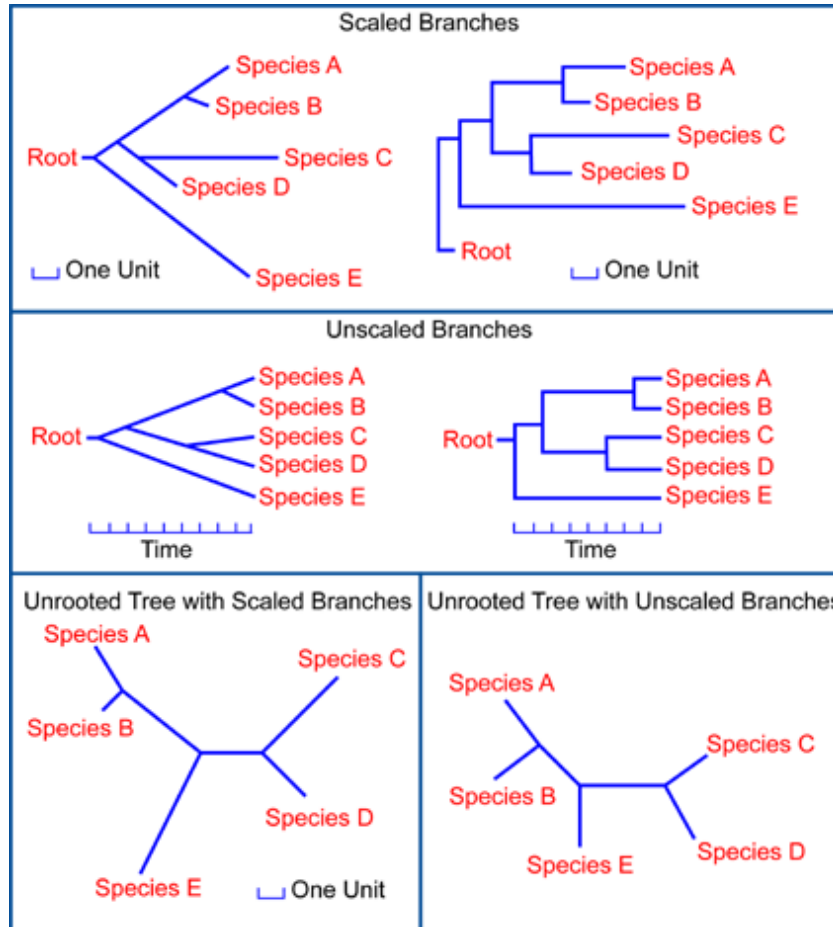 Scaled Branches
Species A
Species B
Root
Species C
Species D
Species E
One Unit
Species A
Species B
Species C
Species D
Species E
Root
One Unit
Unscaled Branches
Species A
Species B
Root
Species C
Species D
Species E
Time
Species A
Species B
Root
Species C
Species D
Species E
Time
Unrooted Tree with Scaled Branches
Species A
Species C
Species B
Species D
Species E
One Unit
Unrooted Tree with Unscaled Branches
Species A
Species C
Species B
Species E
Species D